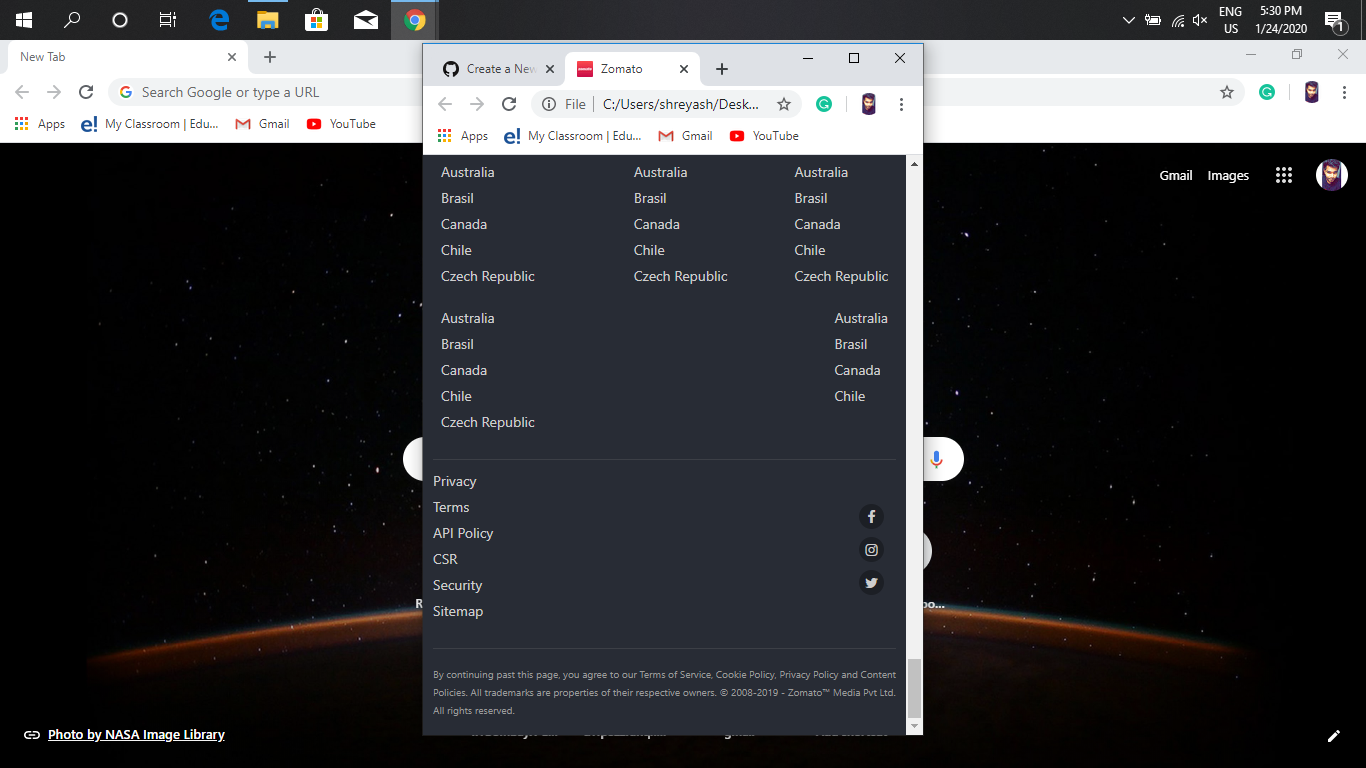 ENG
US
5:30 PM
1/24/2020
1
New Tab
Search Google or type a URL
Apps My Classroom | Edu... Gmail YouTube
Create a New
Zomato
File C:/Users/shreyash/Desk...
Apps My Classroom | Edu... Gmail YouTube
Gmail Images
Australia Australia Australia
Brasil Brasil Brasil
Canada Canada Canada
Chile Chile Chile
Czech Republic Czech Republic Czech Republic
Australia Australia
Brasil Brasil
Canada Canada
Chile Chile
Czech Republic
Privacy
Terms
API Policy
CSR
Security
Sitemap
By continuing past this page, you agree to our Terms of Service, Cookie Policy, Privacy Policy and Content
Policies. All trademarks are properties of their respective owners. © 2008-2019 - Zomato™ Media Pvt Ltd.
All rights reserved.
Photo by NASA Image Library